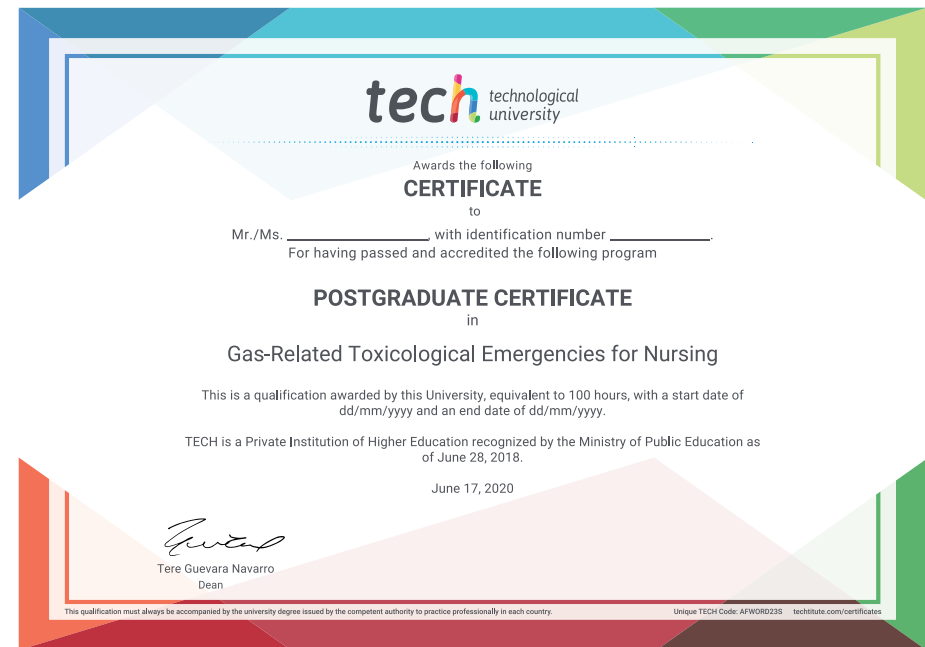 tech technological
university
Awards the following
CERTIFICATE
to
Mr./Ms. ____________________, with identification number ______________.
For having passed and accredited the following program
POSTGRADUATE CERTIFICATE
in
Gas-Related Toxicological Emergencies for Nursing
This is a qualification awarded by this University, equivalent to 100 hours, with a start date of
dd/mm/yyyy and an end date of dd/mm/yyyy.
TECH is a Private Institution of Higher Education recognized by the Ministry of Public Education as
of June 28, 2018.
June 17, 2020
Tere Guevara Navarro
Dean
This qualification must always be accompanied by the university degree issued by the competent authority to practice professionally in each country.
Unique TECH Code: AFWORD23S techtitute.com/certificates